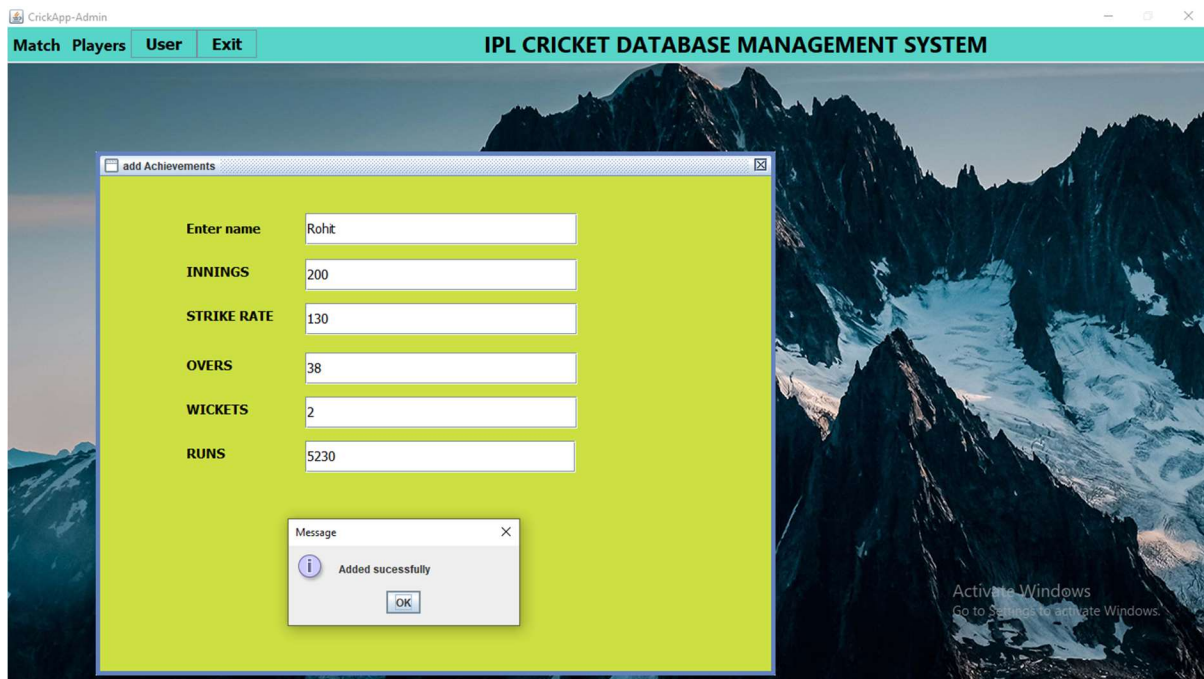 CrickApp-Admin
Match Players User Exit IPL CRICKET DATABASE MANAGEMENT SYSTEM
add Achievements
Enter name Rohit
INNINGS 200
STRIKE RATE 130
OVERS 38
WICKETS 2
RUNS 5230
Message
Added sucessfully
OK
Activate Windows
Go to Settings to activate Windows.